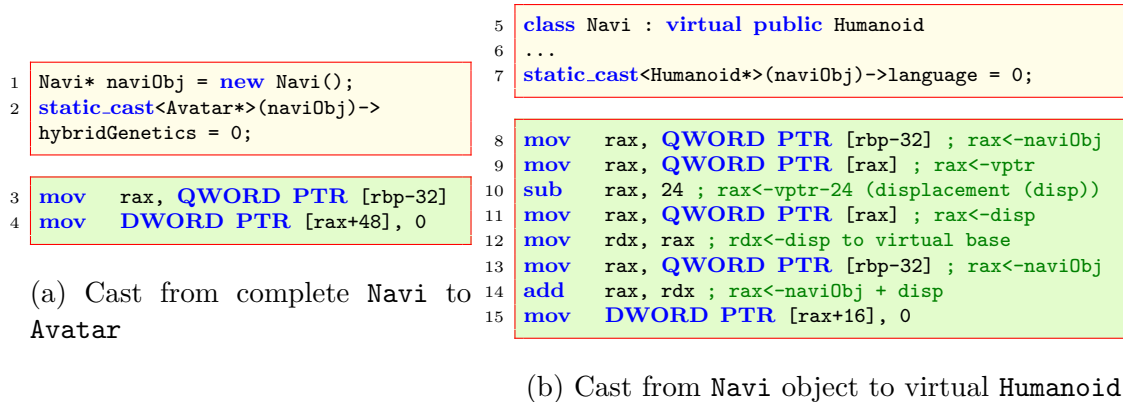 1 Navi* naviObj = new Navi();
2 static_cast<Avatar*>(naviObj)->
hybridGenetics = 0;
3 mov rax, QWORD PTR [rbp-32]
4 mov DWORD PTR [rax+48], 0
(a) Cast from complete Navi to
Avatar
5 class Navi : virtual public Humanoid
6 ...
7 static_cast<Humanoid*>(naviObj)->language = 0;
8 mov rax, QWORD PTR [rbp-32] ; rax<-naviObj
9 mov rax, QWORD PTR [rax] ; rax<-vptr
10 sub rax, 24 ; rax<-vptr-24 (displacement (disp))
11 mov rax, QWORD PTR [rax] ; rax<-disp
12 mov rdx, rax ; rdx<-disp to virtual base
13 mov rax, QWORD PTR [rbp-32] ; rax<-naviObj
14 add rax, rdx ; rax<-naviObj + disp
15 mov DWORD PTR [rax+16], 0
(b) Cast from Navi object to virtual Humanoid